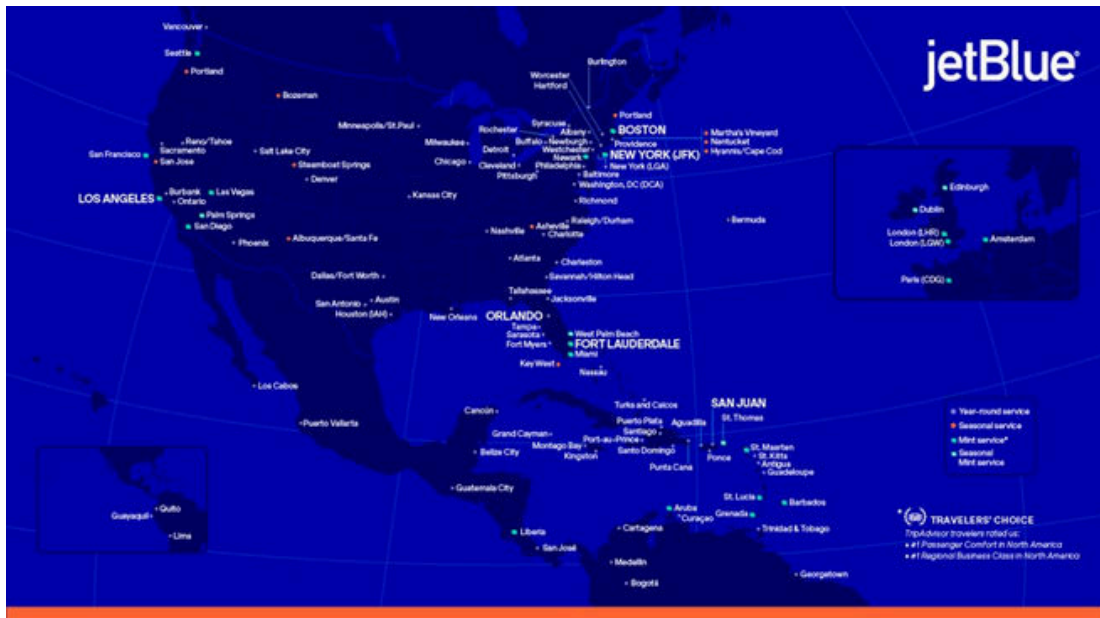 jetBlue
Vancouver
Seattle
Portland
Bozeman
Minneapolis/St.Paul
Milwaukee
Chicago
Detroit
Cleveland
Pittsburgh
Rochester
Syracuse
Buffalo
Albany
Newburgh
Westchester
Newark
Philadelphia
Worcester
Hartford
Burlington
Portland
BOSTON
Providence
NEW YORK (JFK)
New York (LGA)
Martha's Vineyard
Nantucket
Hyannis/Cape Cod
Baltimore
Washington, DC (DCA)
Richmond
Raleigh/Durham
Asheville
Charlotte
Nashville
Bermuda
Reno/Tahoe
Sacramento
San Francisco
San Jose
Salt Lake City
Steamboat Springs
Denver
Kansas City
LOS ANGELES
Burbank
Ontario
Las Vegas
Palm Springs
San Diego
Phoenix
Albuquerque/Santa Fe
Dallas/Fort Worth
San Antonio
Austin
Houston (IAH)
New Orleans
Atlanta
Charleston
Savannah/Hilton Head
Tallahassee
Jacksonville
ORLANDO
Tampa
Sarasota
Fort Myers
West Palm Beach
FORT LAUDERDALE
Miami
Key West
Nassau
Los Cabos
Puerto Vallarta
Cancún
Grand Cayman
Belize City
Montego Bay
Kingston
Guatemala City
Liberia
San José
Turks and Caicos
Puerto Plata
Santiago
Port-au-Prince
Santo Domingo
Aguadilla
Punta Cana
SAN JUAN
St. Thomas
Ponce
St. Maarten
St. Kitts
Antigua
Guadeloupe
St. Lucia
Barbados
Grenada
Trinidad & Tobago
Aruba
Curaçao
Cartagena
Medellín
Bogotá
Georgetown
Edinburgh
Dublin
London (LHR)
London (LGW)
Amsterdam
Paris (CDG)
Quito
Guayaquil
Lima
Year-round service
Seasonal service
Mint service*
Seasonal
Mint service
* TRAVELERS' CHOICE
TripAdvisor travelers rated us:
#1 Passenger Comfort in North America
#1 Regional Business Class in North America